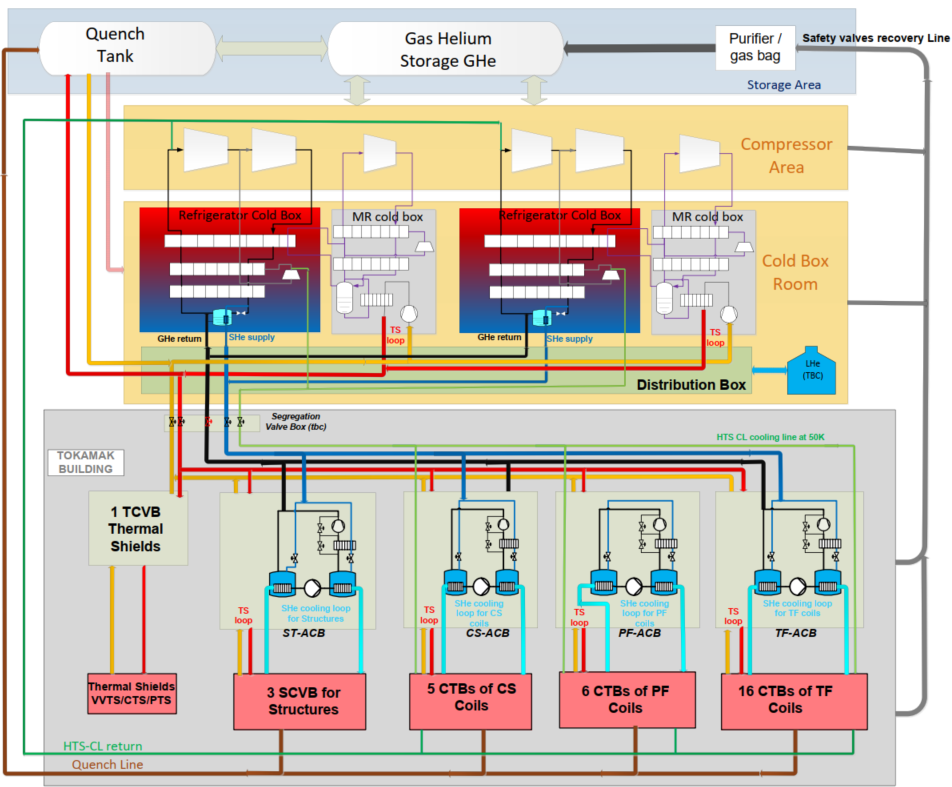 Quench
Tank
Gas Helium
Storage GHe
Purifier /
gas bag
Safety valves recovery Line
Storage Area
Compressor
Area
Refrigerator Cold Box
MR cold box
Refrigerator Cold Box
MR cold box
Cold Box
Room
GHe return
SHe supply
TS
loop
GHe return
SHe supply
TS
loop
Distribution Box
LHe
(TBC)
Segregation
Valve Box (tbc)
HTS CL cooling line at 50K
TOKAMAK
BUILDING
1 TCVB
Thermal
Shields
TS
loop
SHe cooling loop
for Structures
ST-ACB
TS
loop
SHe cooling
loop for CS
coils
CS-ACB
TS
loop
SHe cooling
loop for PF
coils
PF-ACB
TS
loop
SHe cooling loop
for TF coils
TF-ACB
Thermal Shields
VVTS/CTS/PTS
3 SCVB for
Structures
5 CTBs of CS
Coils
6 CTBs of PF
Coils
16 CTBs of TF
Coils
HTS-CL return
Quench Line